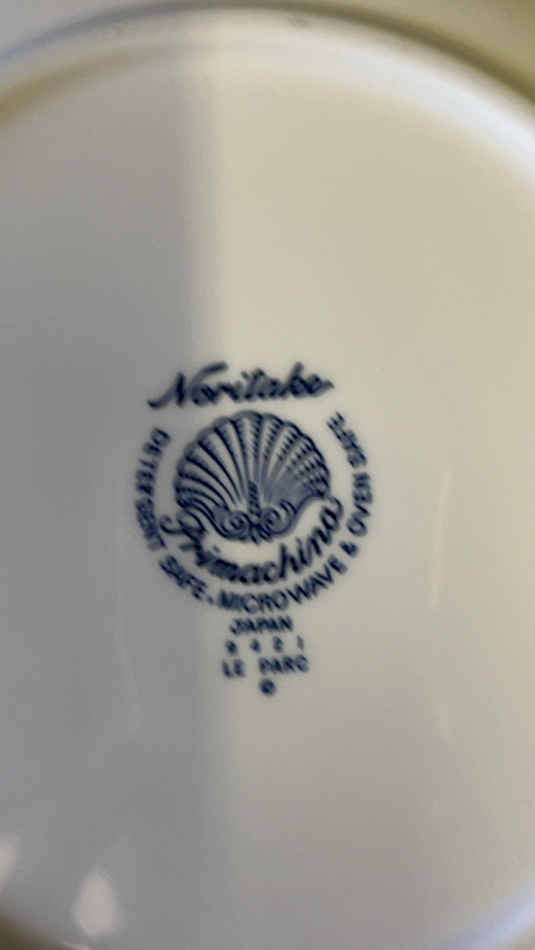 Noritake
Primachina
DETERGENT SAFE. MICROWAVE & OVEN SAFE
JAPAN
9421
LE PARC
©